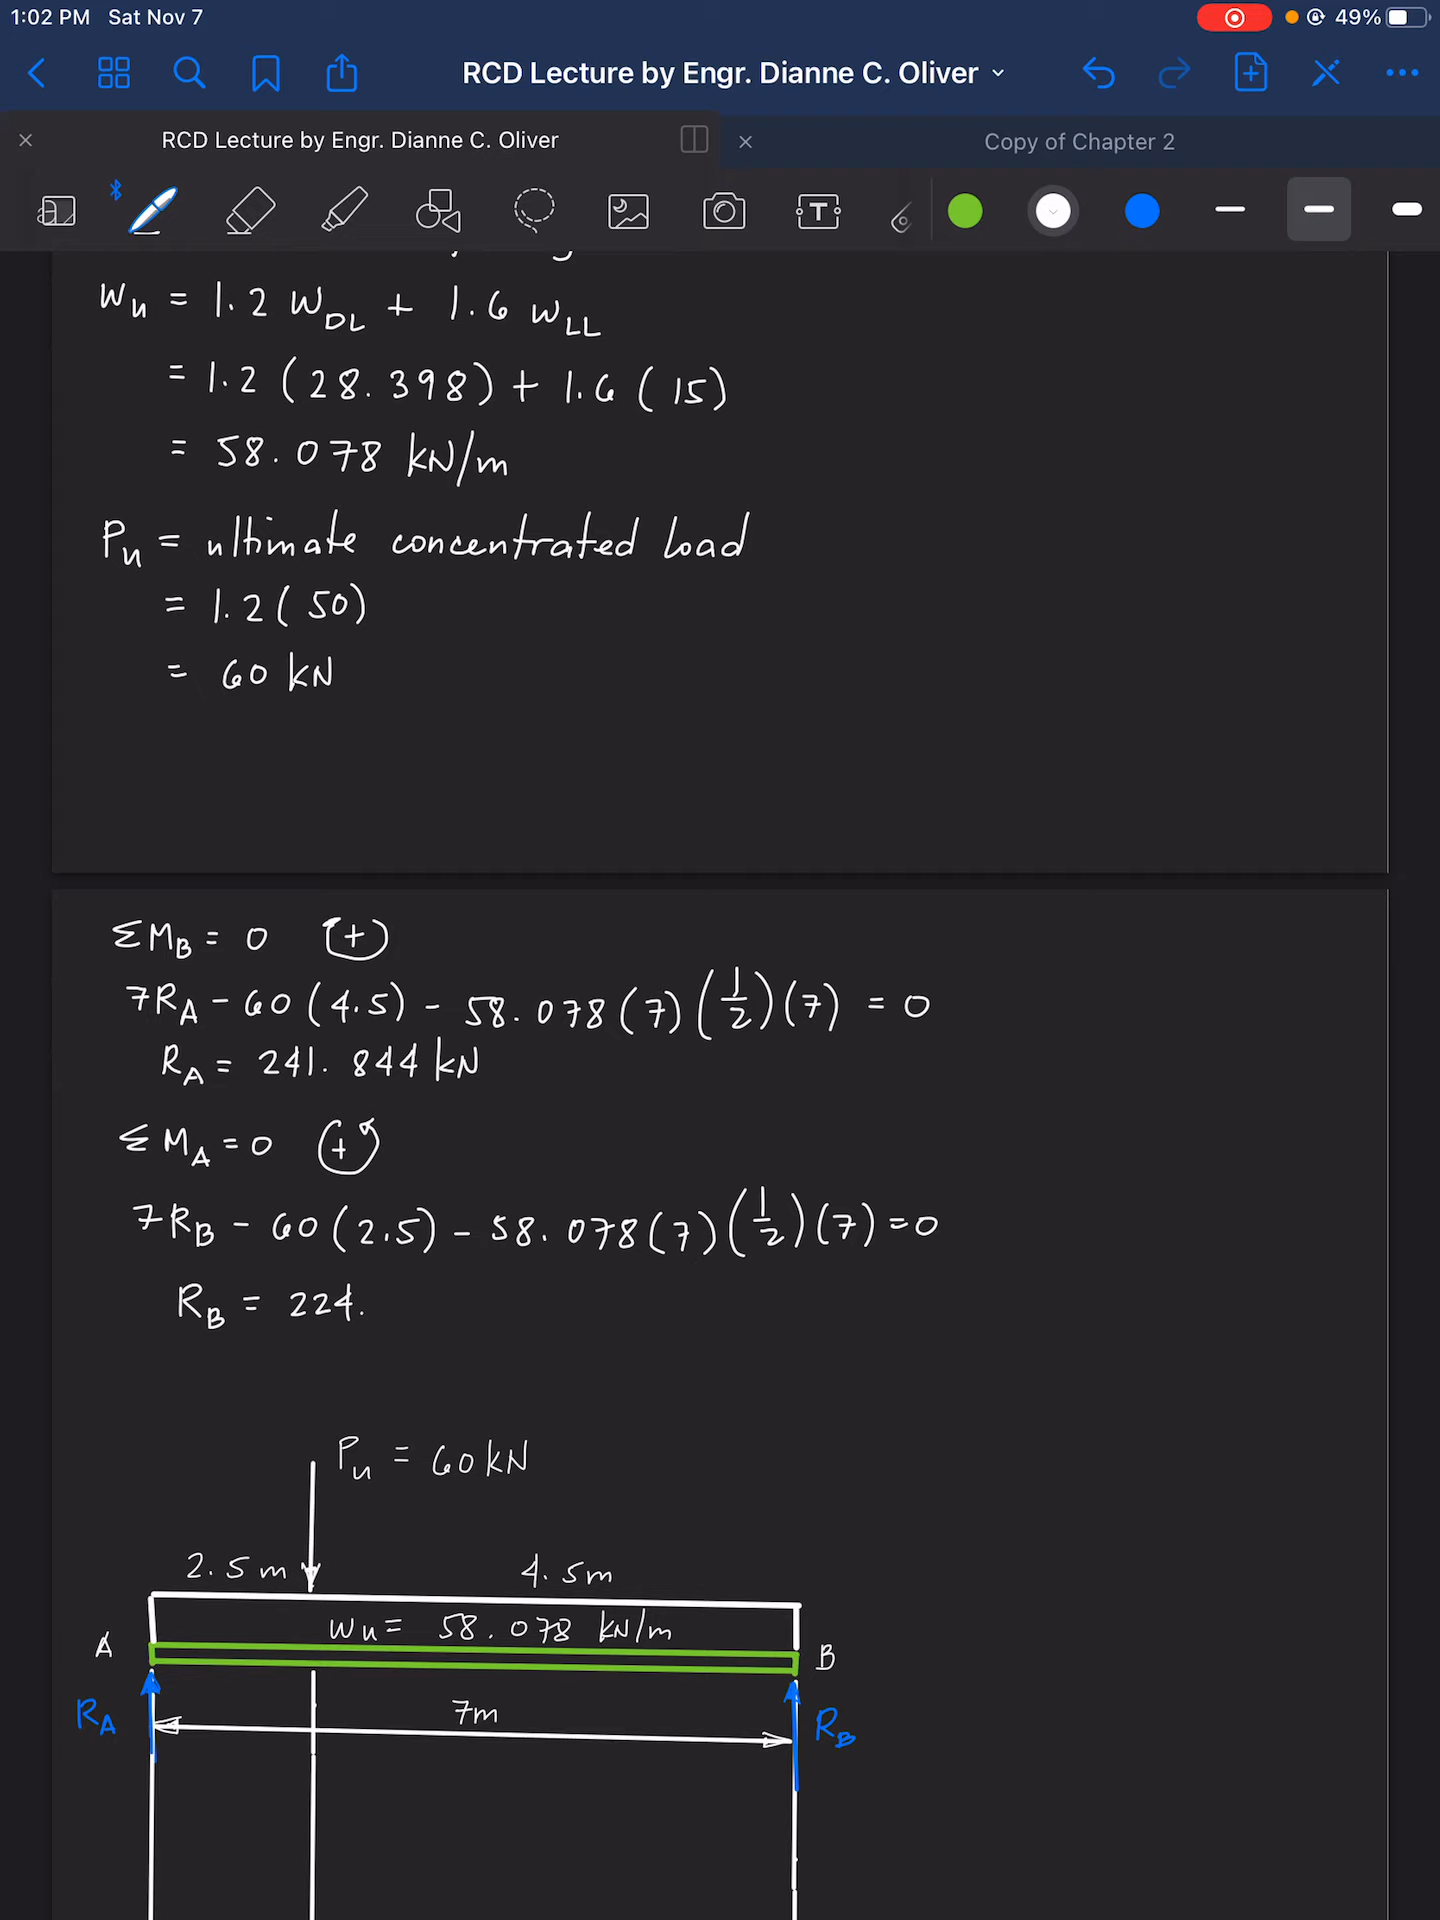 1:02 PM Sat Nov 7 49%
RCD Lecture by Engr. Dianne C. Oliver
RCD Lecture by Engr. Dianne C. Oliver
Copy of Chapter 2
T
Wu = 1.2 WDL + 1.6 WLL
= 1.2 (28.398) + 1.6 (15)
= 58.078 kN/m
Pu = ultimate concentrated load
= 1.2 (50)
= 60 kN
ΣMB = 0 (+)
7RA - 60 (4.5) - 58.078 (7) (1/2) (7) = 0
RA = 241.844 kN
ΣMA = 0 (+)
7RB - 60 (2.5) - 58.078 (7) (1/2) (7) = 0
RB = 224.
Pu = 60 kN
2.5 m 4.5m
Wu = 58.078 kN/m
A B
RA 7m RB